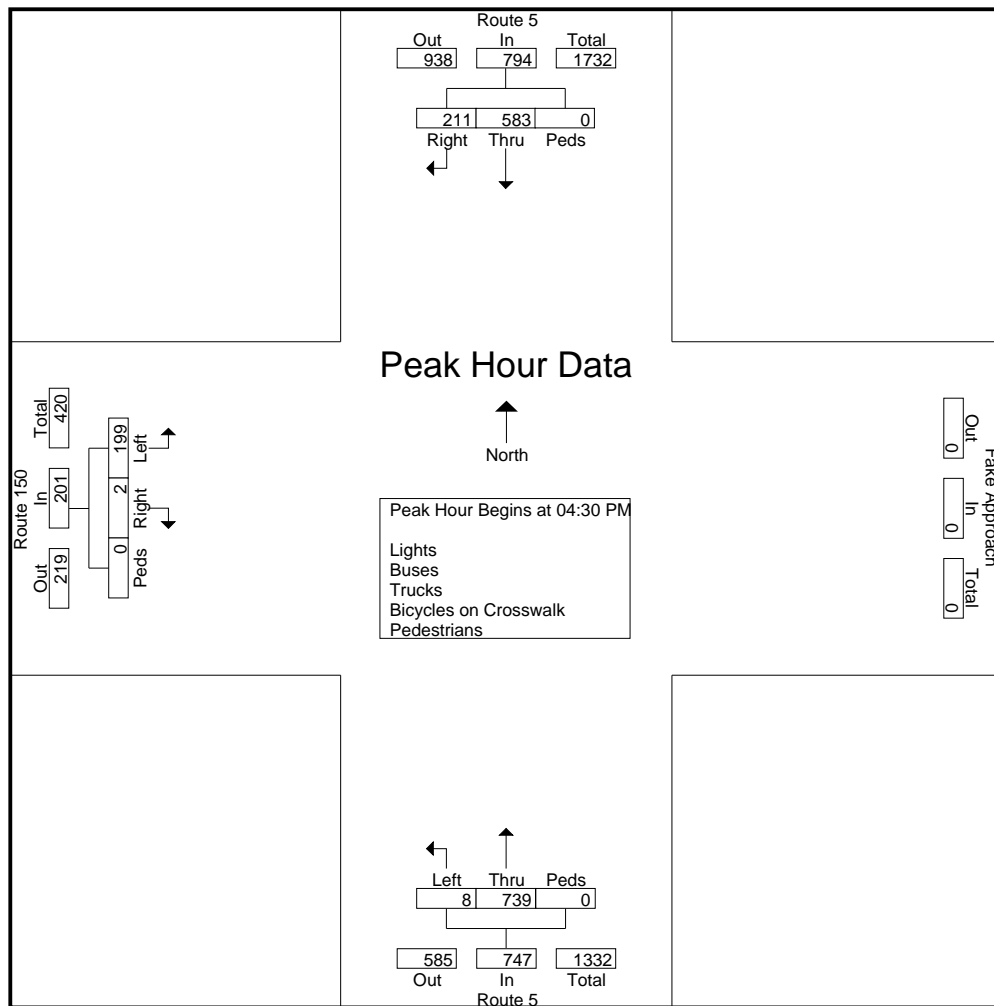 Route 5
Out In Total
938 794 1732
211 583 0
Right Thru Peds
Peak Hour Data
North
Peak Hour Begins at 04:30 PM
Lights
Buses
Trucks
Bicycles on Crosswalk
Pedestrians
Route 150
Out In Total
219 201 420
0 2 199
Peds Right Left
Fake Approach
Out In Total
0 0 0
Left Thru Peds
8 739 0
585 747 1332
Out In Total
Route 5